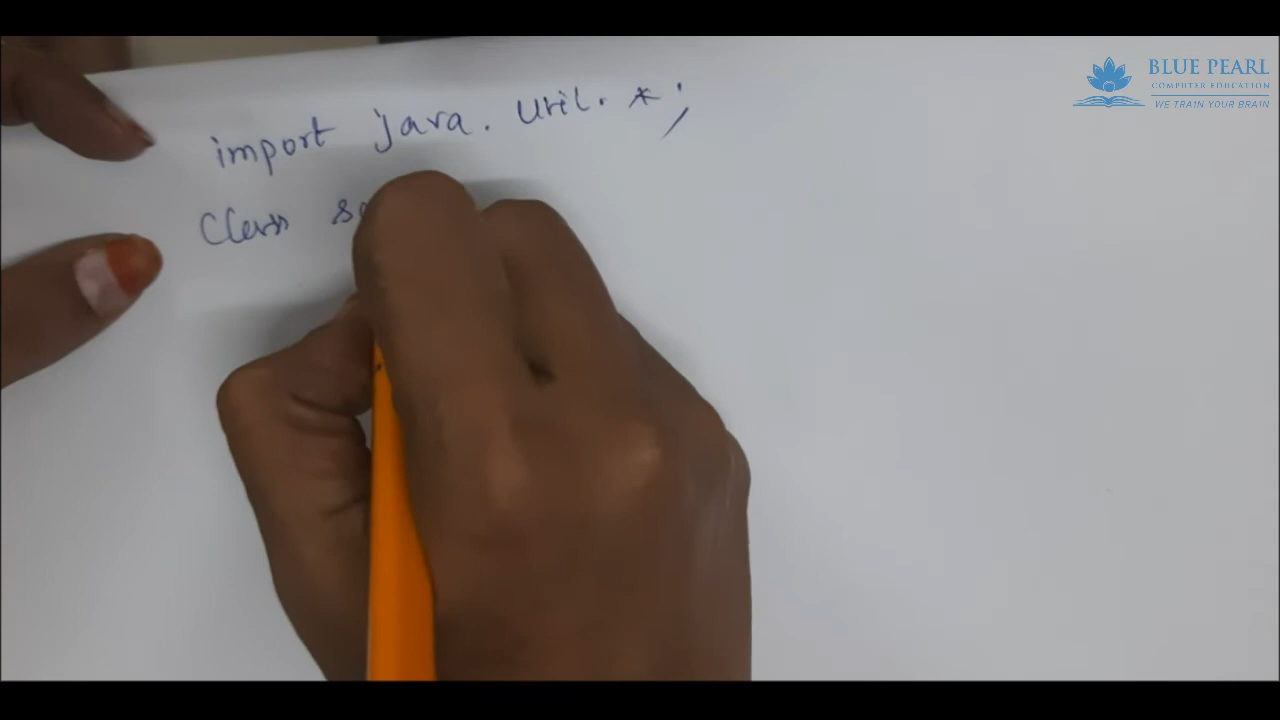 import java.util.*;
Class
BLUE PEARL
COMPUTER EDUCATION
WE TRAIN YOUR BRAIN